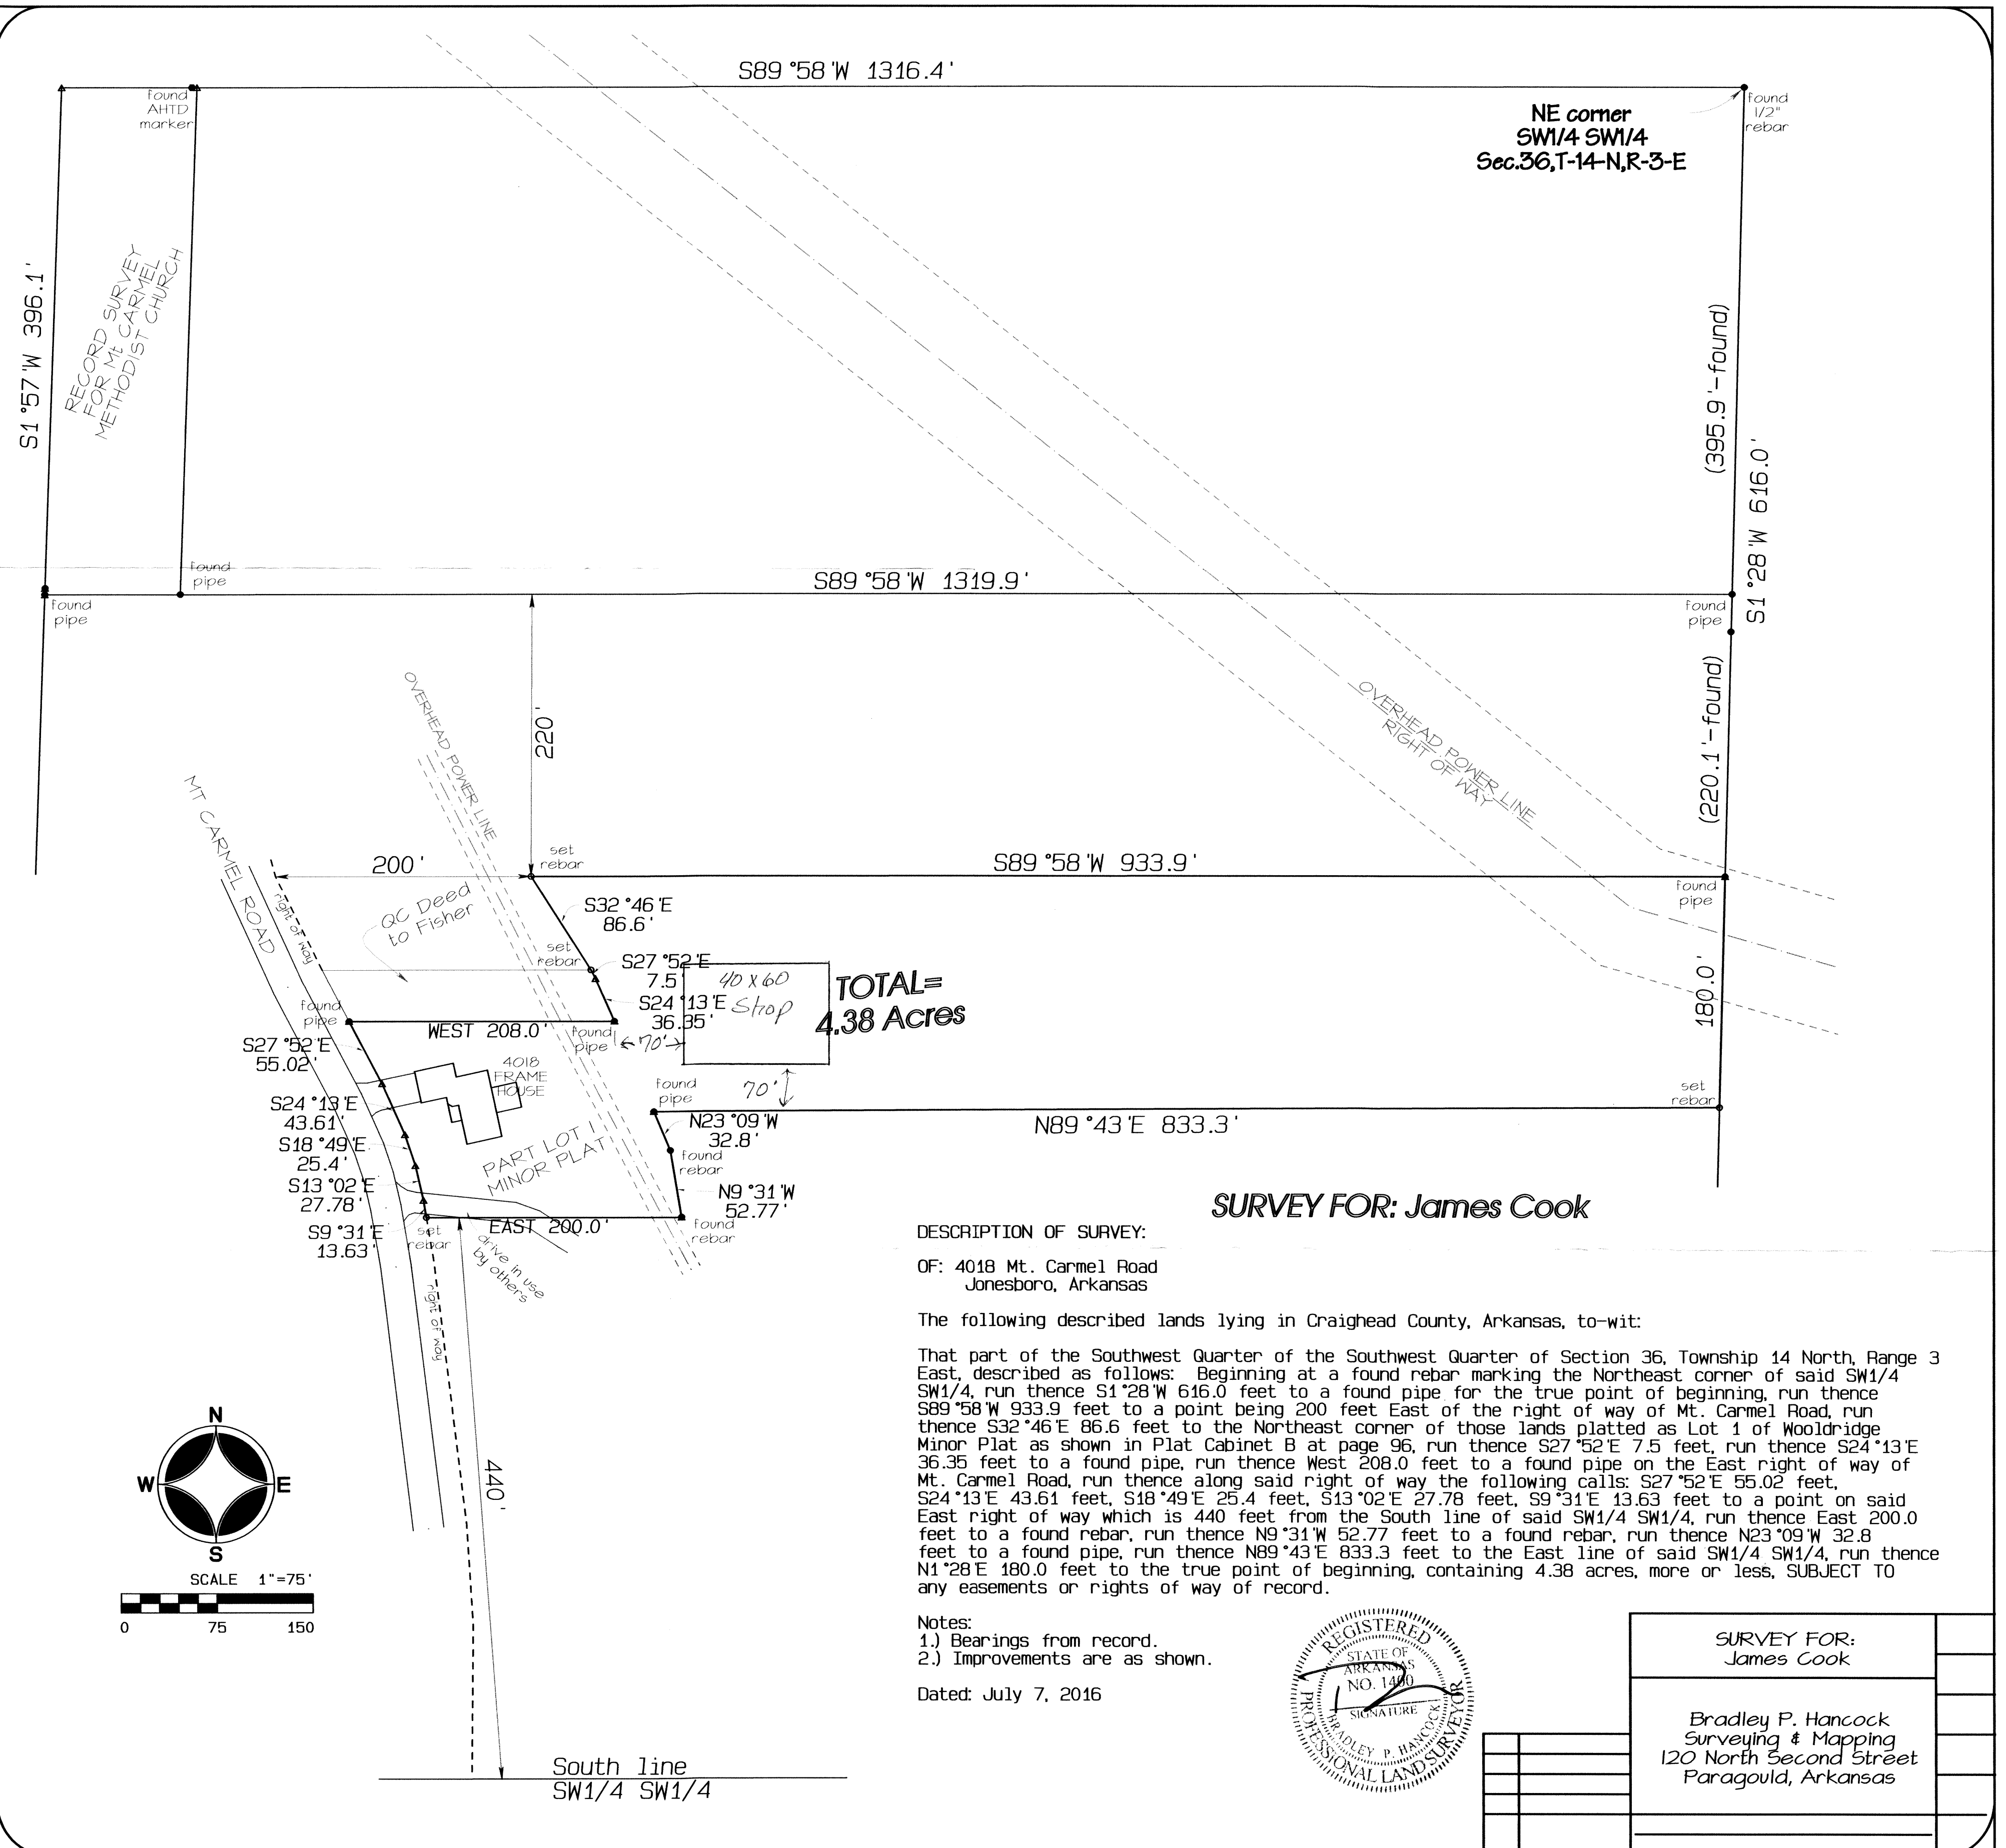 S89°58'W 1316.4'
found
AHTD
marker
NE corner
SW1/4 SW1/4
Sec.36,T-14-N,R-3-E
found
1/2"
rebar
S1°57'W 396.1'
RECORD SURVEY
FOR Mt CARMEL
METHODIST CHURCH
(395.9'-found)
S1°28'W 616.0'
found
pipe
found
pipe
S89°58'W 1319.9'
found
pipe
220'
(220.1'-found)
OVERHEAD POWER LINE
OVERHEAD POWER LINE
RIGHT OF WAY
MT CARMEL ROAD
right of way
200'
set
rebar
S89°58'W 933.9'
found
pipe
QC Deed
to Fisher
S32°46'E
86.6'
set
rebar
S27°52'E
7.5'
40 x 60
Shop
TOTAL=
4.38 Acres
S24°13'E
36.35'
180.0'
found
pipe
WEST 208.0'
found
pipe
70'
S27°52'E
55.02'
4018
FRAME
HOUSE
70'
found
pipe
set
rebar
S24°13'E
43.61'
N23°09'W
32.8'
N89°43'E 833.3'
S18°49'E
25.4'
PART LOT 1
MINOR PLAT
found
rebar
S13°02'E
27.78'
N9°31'W
52.77'
S9°31'E
13.63'
set
rebar
EAST 200.0'
found
rebar
drive in use
by others
right of way
440'
SURVEY FOR: James Cook
DESCRIPTION OF SURVEY:
OF: 4018 Mt. Carmel Road
Jonesboro, Arkansas
The following described lands lying in Craighead County, Arkansas, to-wit:
That part of the Southwest Quarter of the Southwest Quarter of Section 36, Township 14 North, Range 3
East, described as follows: Beginning at a found rebar marking the Northeast corner of said SW1/4
SW1/4, run thence S1°28'W 616.0 feet to a found pipe for the true point of beginning, run thence
S89°58'W 933.9 feet to a point being 200 feet East of the right of way of Mt. Carmel Road, run
thence S32°46'E 86.6 feet to the Northeast corner of those lands platted as Lot 1 of Wooldridge
Minor Plat as shown in Plat Cabinet B at page 96, run thence S27°52'E 7.5 feet, run thence S24°13'E
36.35 feet to a found pipe, run thence West 208.0 feet to a found pipe on the East right of way of
Mt. Carmel Road, run thence along said right of way the following calls: S27°52'E 55.02 feet,
S24°13'E 43.61 feet, S18°49'E 25.4 feet, S13°02'E 27.78 feet, S9°31'E 13.63 feet to a point on said
East right of way which is 440 feet from the South line of said SW1/4 SW1/4, run thence East 200.0
feet to a found rebar, run thence N9°31'W 52.77 feet to a found rebar, run thence N23°09'W 32.8
feet to a found pipe, run thence N89°43'E 833.3 feet to the East line of said SW1/4 SW1/4, run thence
N1°28'E 180.0 feet to the true point of beginning, containing 4.38 acres, more or less, SUBJECT TO
any easements or rights of way of record.
Notes:
1.) Bearings from record.
2.) Improvements are as shown.
Dated: July 7, 2016
N
W
E
S
SCALE 1"=75'
0 75 150
South line
SW1/4 SW1/4
REGISTERED
STATE OF
ARKANSAS
NO. 1400
SIGNATURE
BRADLEY P. HANCOCK
PROFESSIONAL LAND SURVEYOR
SURVEY FOR:
James Cook
Bradley P. Hancock
Surveying & Mapping
120 North Second Street
Paragould, Arkansas